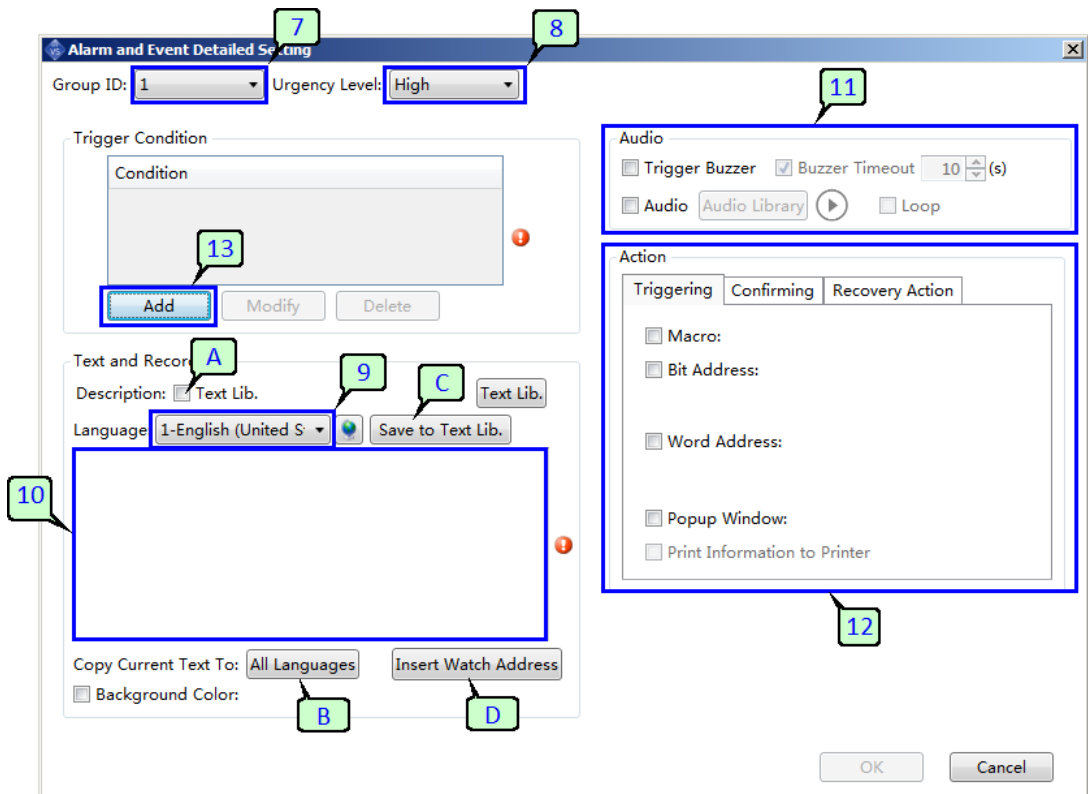 7
8
VS Alarm and Event Detailed Setting
Group ID: 1 Urgency Level: High
11
Trigger Condition
Condition
13
Add Modify Delete
Audio
Trigger Buzzer Buzzer Timeout 10 (s)
Audio Audio Library Loop
Action
Triggering Confirming Recovery Action
Macro:
Bit Address:
Word Address:
Popup Window:
Print Information to Printer
12
Text and Record
A
9
C
Description: Text Lib. Text Lib.
Language 1-English (United S Save to Text Lib.
10
Copy Current Text To: All Languages Insert Watch Address
Background Color:
B
D
OK Cancel